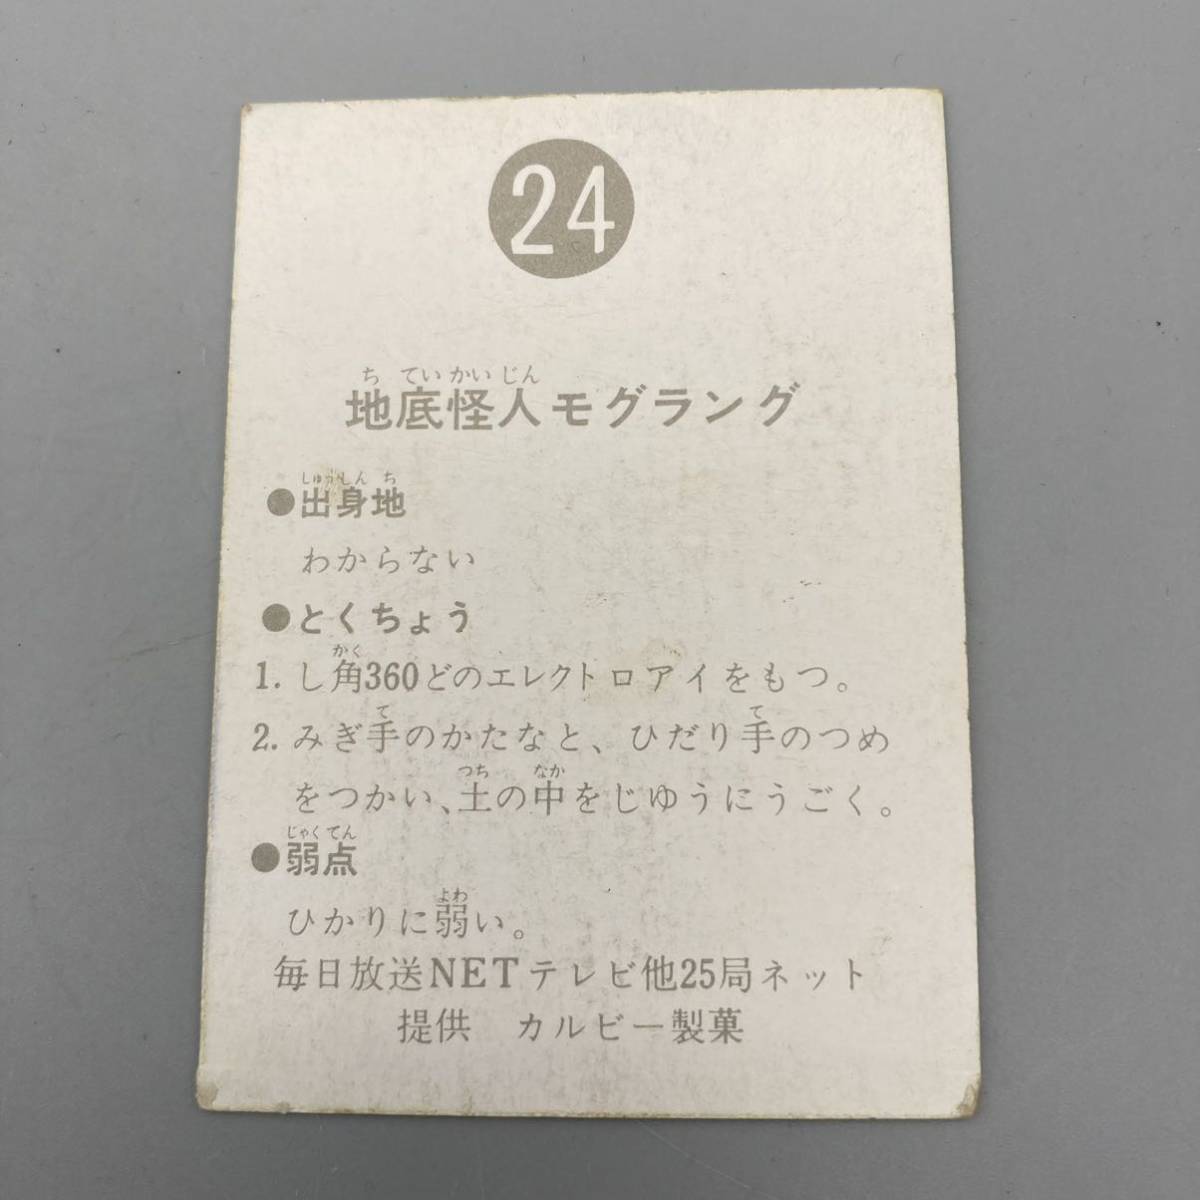 24
ち てい かい じん
地底怪人モグラング
しゅっしん ち
●出身地
わからない
●とくちょう
かく
1. し角360どのエレクトロアイをもつ。
て て
2. みぎ手のかたなと、ひだり手のつめ
つち なか
をつかい、土の中をじゆうにうごく。
じゃく てん
●弱点
よわ
ひかりに弱い。
毎日放送NETテレビ他25局ネット
提供 カルビー製菓